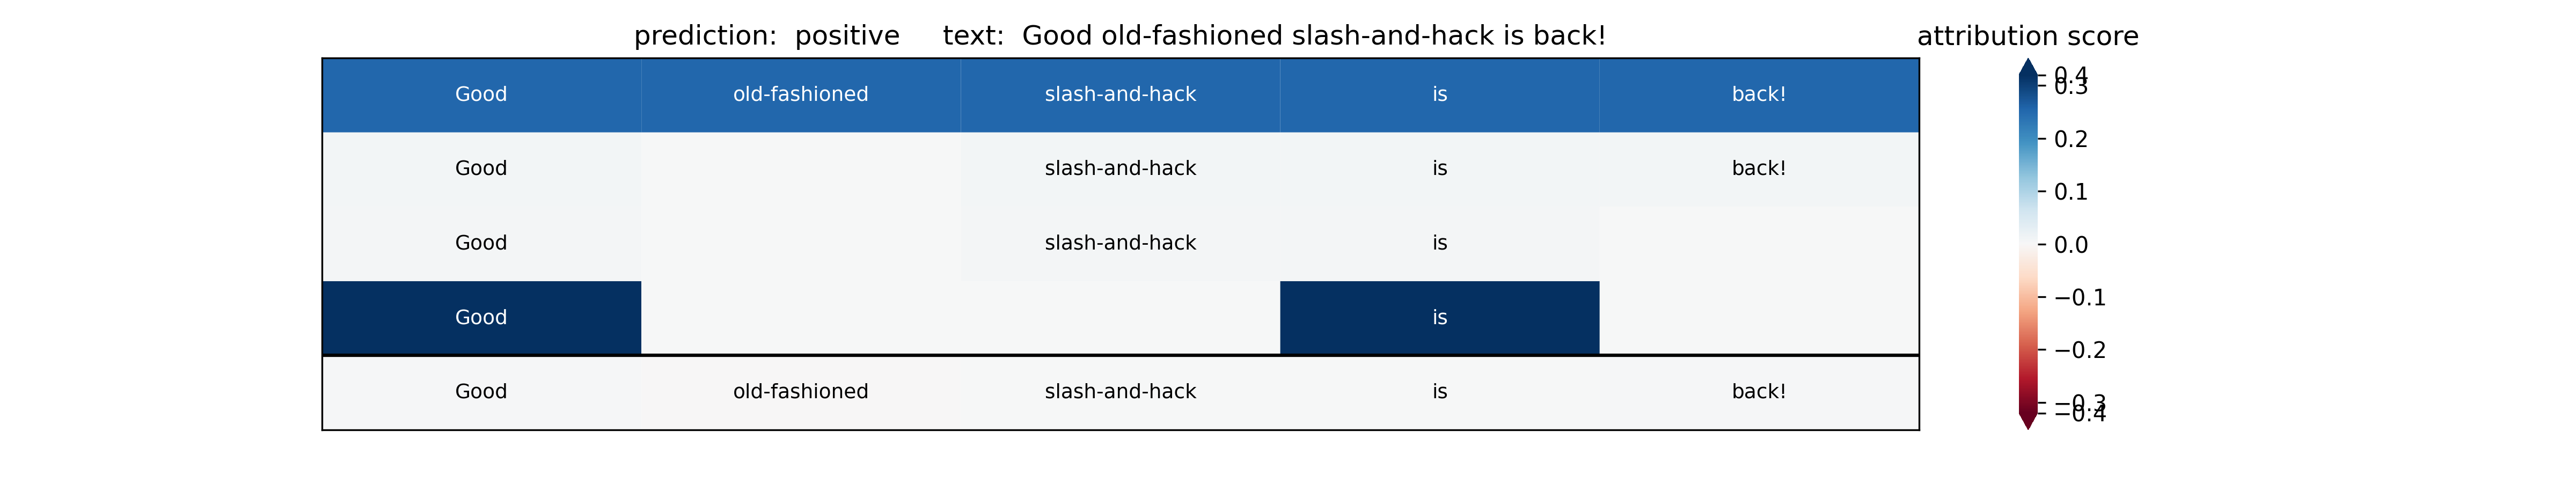 prediction:  positive     text:  Good old-fashioned slash-and-hack is back!
attribution score
Good old-fashioned slash-and-hack is back!
Good slash-and-hack is back!
Good slash-and-hack is
Good is
Good old-fashioned slash-and-hack is back!
0.4
0.3
0.2
0.1
0.0
−0.1
−0.2
−0.3
−0.4